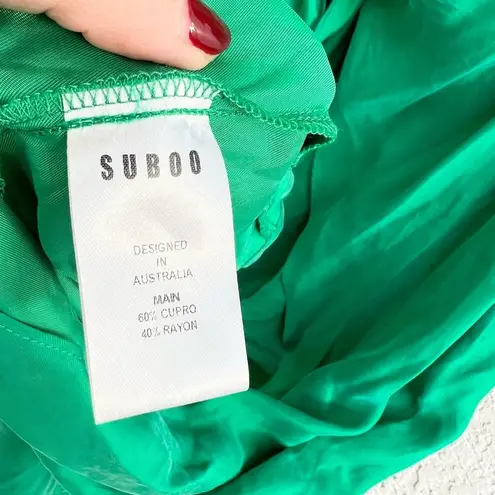 SUBOO
DESIGNED
IN
AUSTRALIA
MAIN
60% CUPRO
40% RAYON